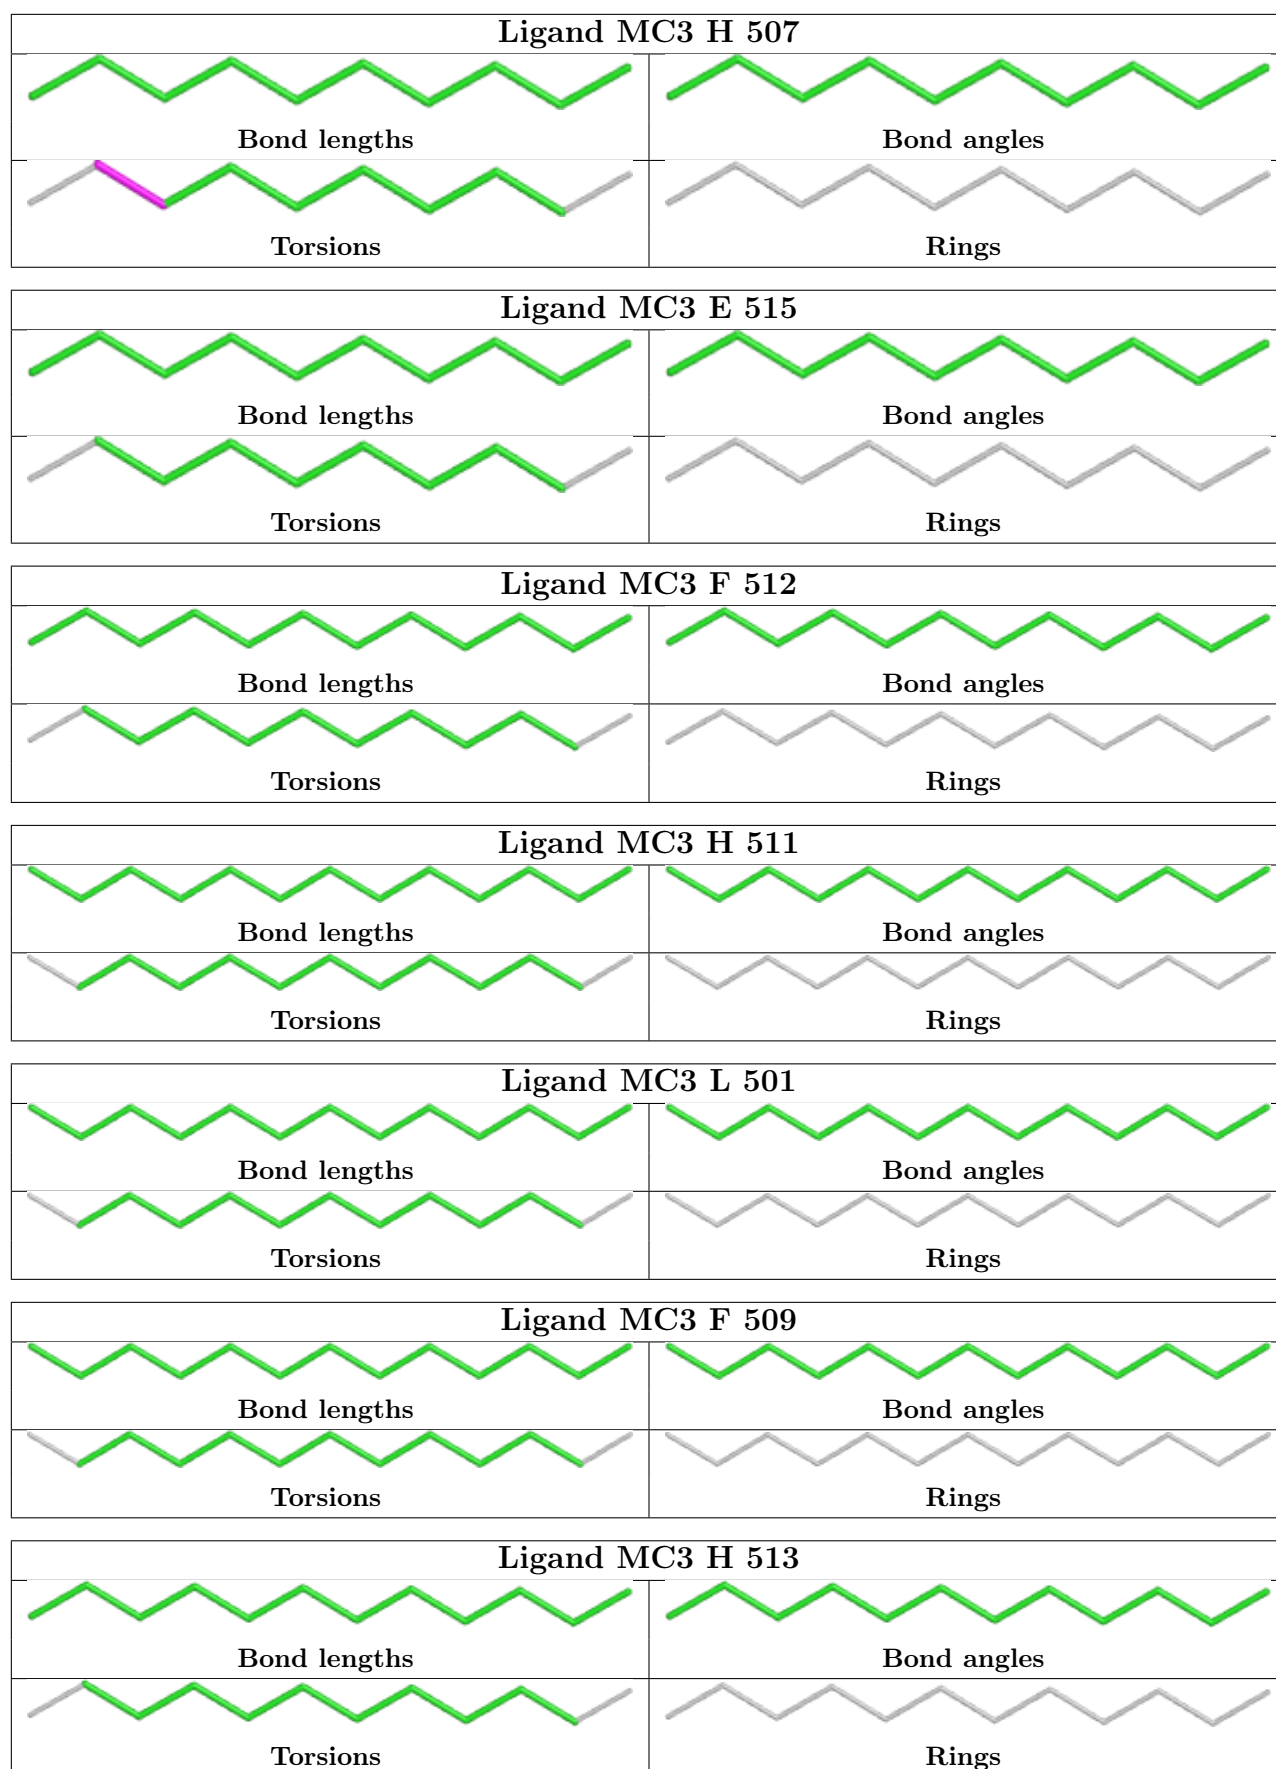 Ligand MC3 H 507
Bond lengths Bond angles
Torsions Rings
Ligand MC3 E 515
Bond lengths Bond angles
Torsions Rings
Ligand MC3 F 512
Bond lengths Bond angles
Torsions Rings
Ligand MC3 H 511
Bond lengths Bond angles
Torsions Rings
Ligand MC3 L 501
Bond lengths Bond angles
Torsions Rings
Ligand MC3 F 509
Bond lengths Bond angles
Torsions Rings
Ligand MC3 H 513
Bond lengths Bond angles
Torsions Rings